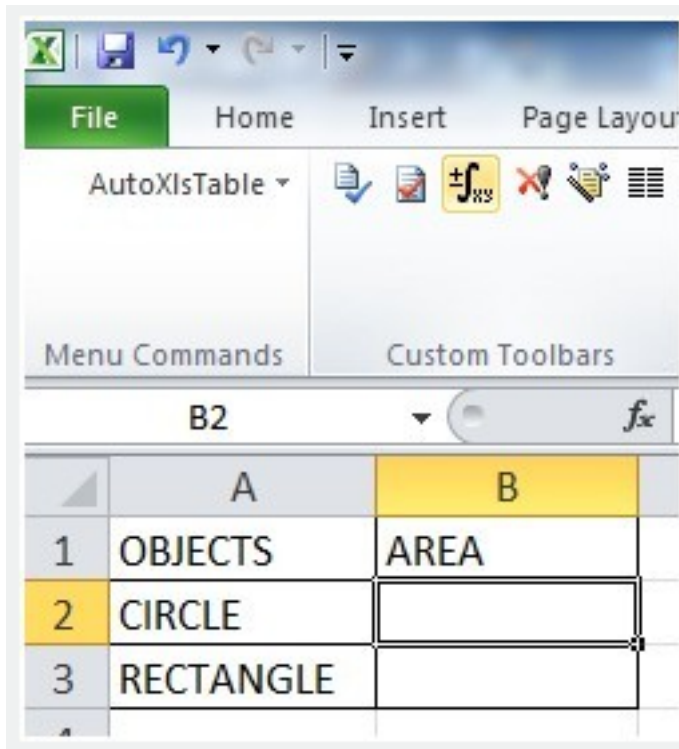 File Home Insert Page Layou
AutoXlsTable
Menu Commands Custom Toolbars
B2 fx
A B
1 OBJECTS AREA
2 CIRCLE
3 RECTANGLE